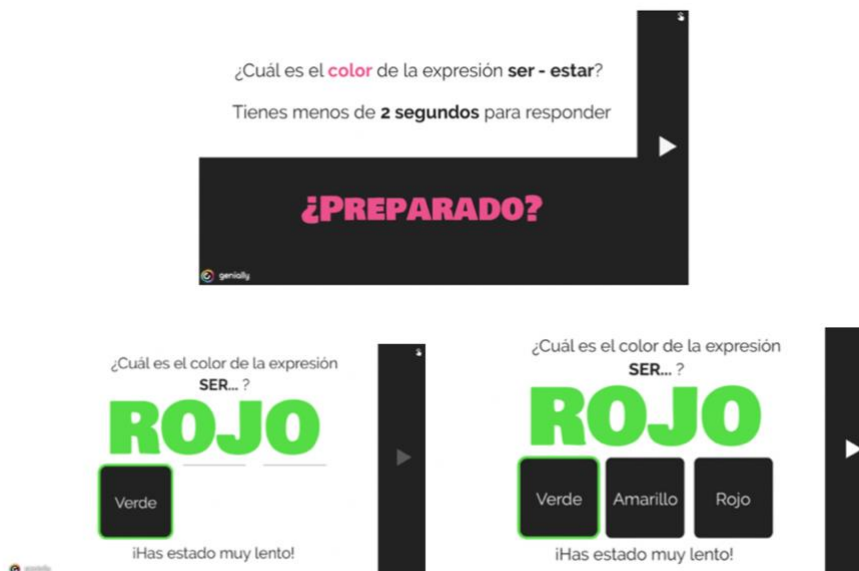 ¿Cuál es el color de la expresión ser - estar?
Tienes menos de 2 segundos para responder
¿PREPARADO?
genially
¿Cuál es el color de la expresión
SER... ?
ROJO
Verde
¡Has estado muy lento!
¿Cuál es el color de la expresión
SER... ?
ROJO
Verde Amarillo Rojo
¡Has estado muy lento!